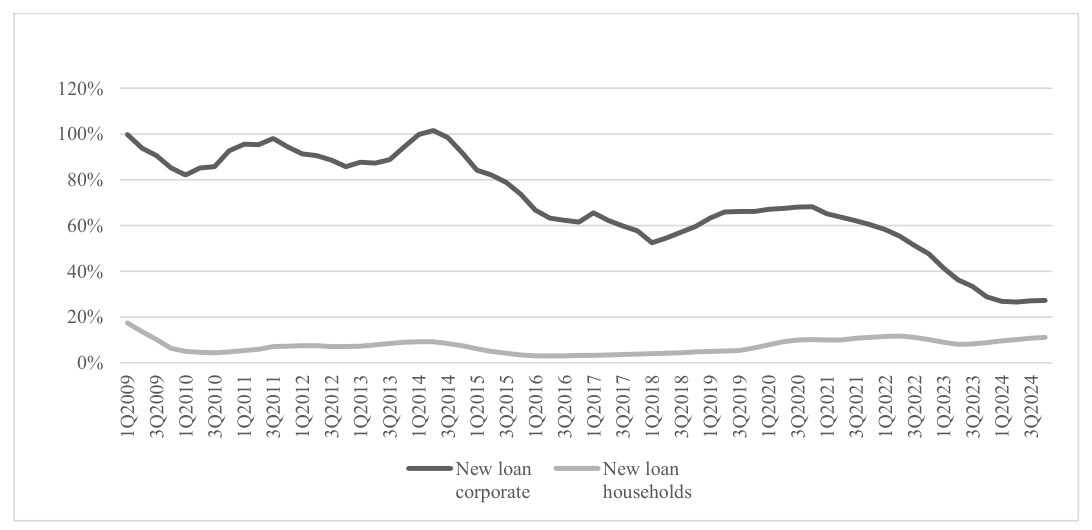 120%
100%
80%
60%
40%
20%
0%
1Q2009
3Q2009
1Q2010
3Q2010
1Q2011
3Q2011
1Q2012
3Q2012
1Q2013
3Q2013
1Q2014
3Q2014
1Q2015
3Q2015
1Q2016
3Q2016
1Q2017
3Q2017
1Q2018
3Q2018
1Q2019
3Q2019
1Q2020
3Q2020
1Q2021
3Q2021
1Q2022
3Q2022
1Q2023
3Q2023
1Q2024
3Q2024
New loan
corporate
New loan
households